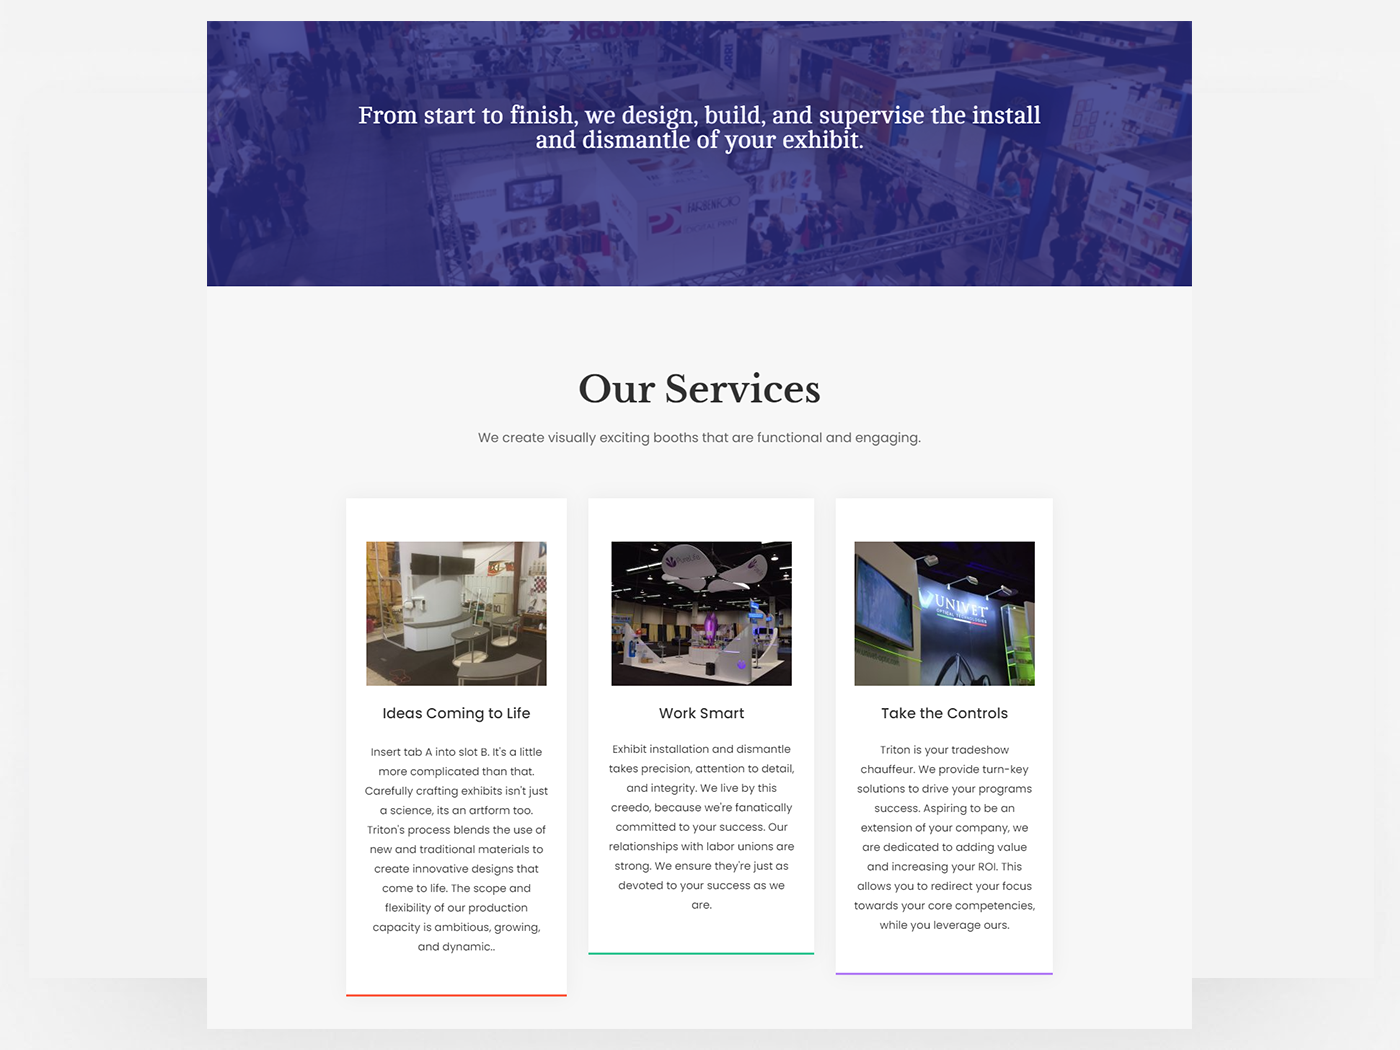 Kodak
From start to finish, we design, build, and supervise the install
and dismantle of your exhibit.
FARBENFOTO
Our Services
We create visually exciting booths that are functional and engaging.
PureLife
UNIVET
OPTICAL TECHNOLOGIES
Ideas Coming to Life
Insert tab A into slot B. It's a little
more complicated than that.
Carefully crafting exhibits isn't just
a science, its an artform too.
Triton's process blends the use of
new and traditional materials to
create innovative designs that
come to life. The scope and
flexibility of our production
capacity is ambitious, growing,
and dynamic..
Work Smart
Exhibit installation and dismantle
takes precision, attention to detail,
and integrity. We live by this
creedo, because we're fanatically
committed to your success. Our
relationships with labor unions are
strong. We ensure they're just as
devoted to your success as we
are.
Take the Controls
Triton is your tradeshow
chauffeur. We provide turn-key
solutions to drive your programs
success. Aspiring to be an
extension of your company, we
are dedicated to adding value
and increasing your ROI. This
allows you to redirect your focus
towards your core competencies,
while you leverage ours.